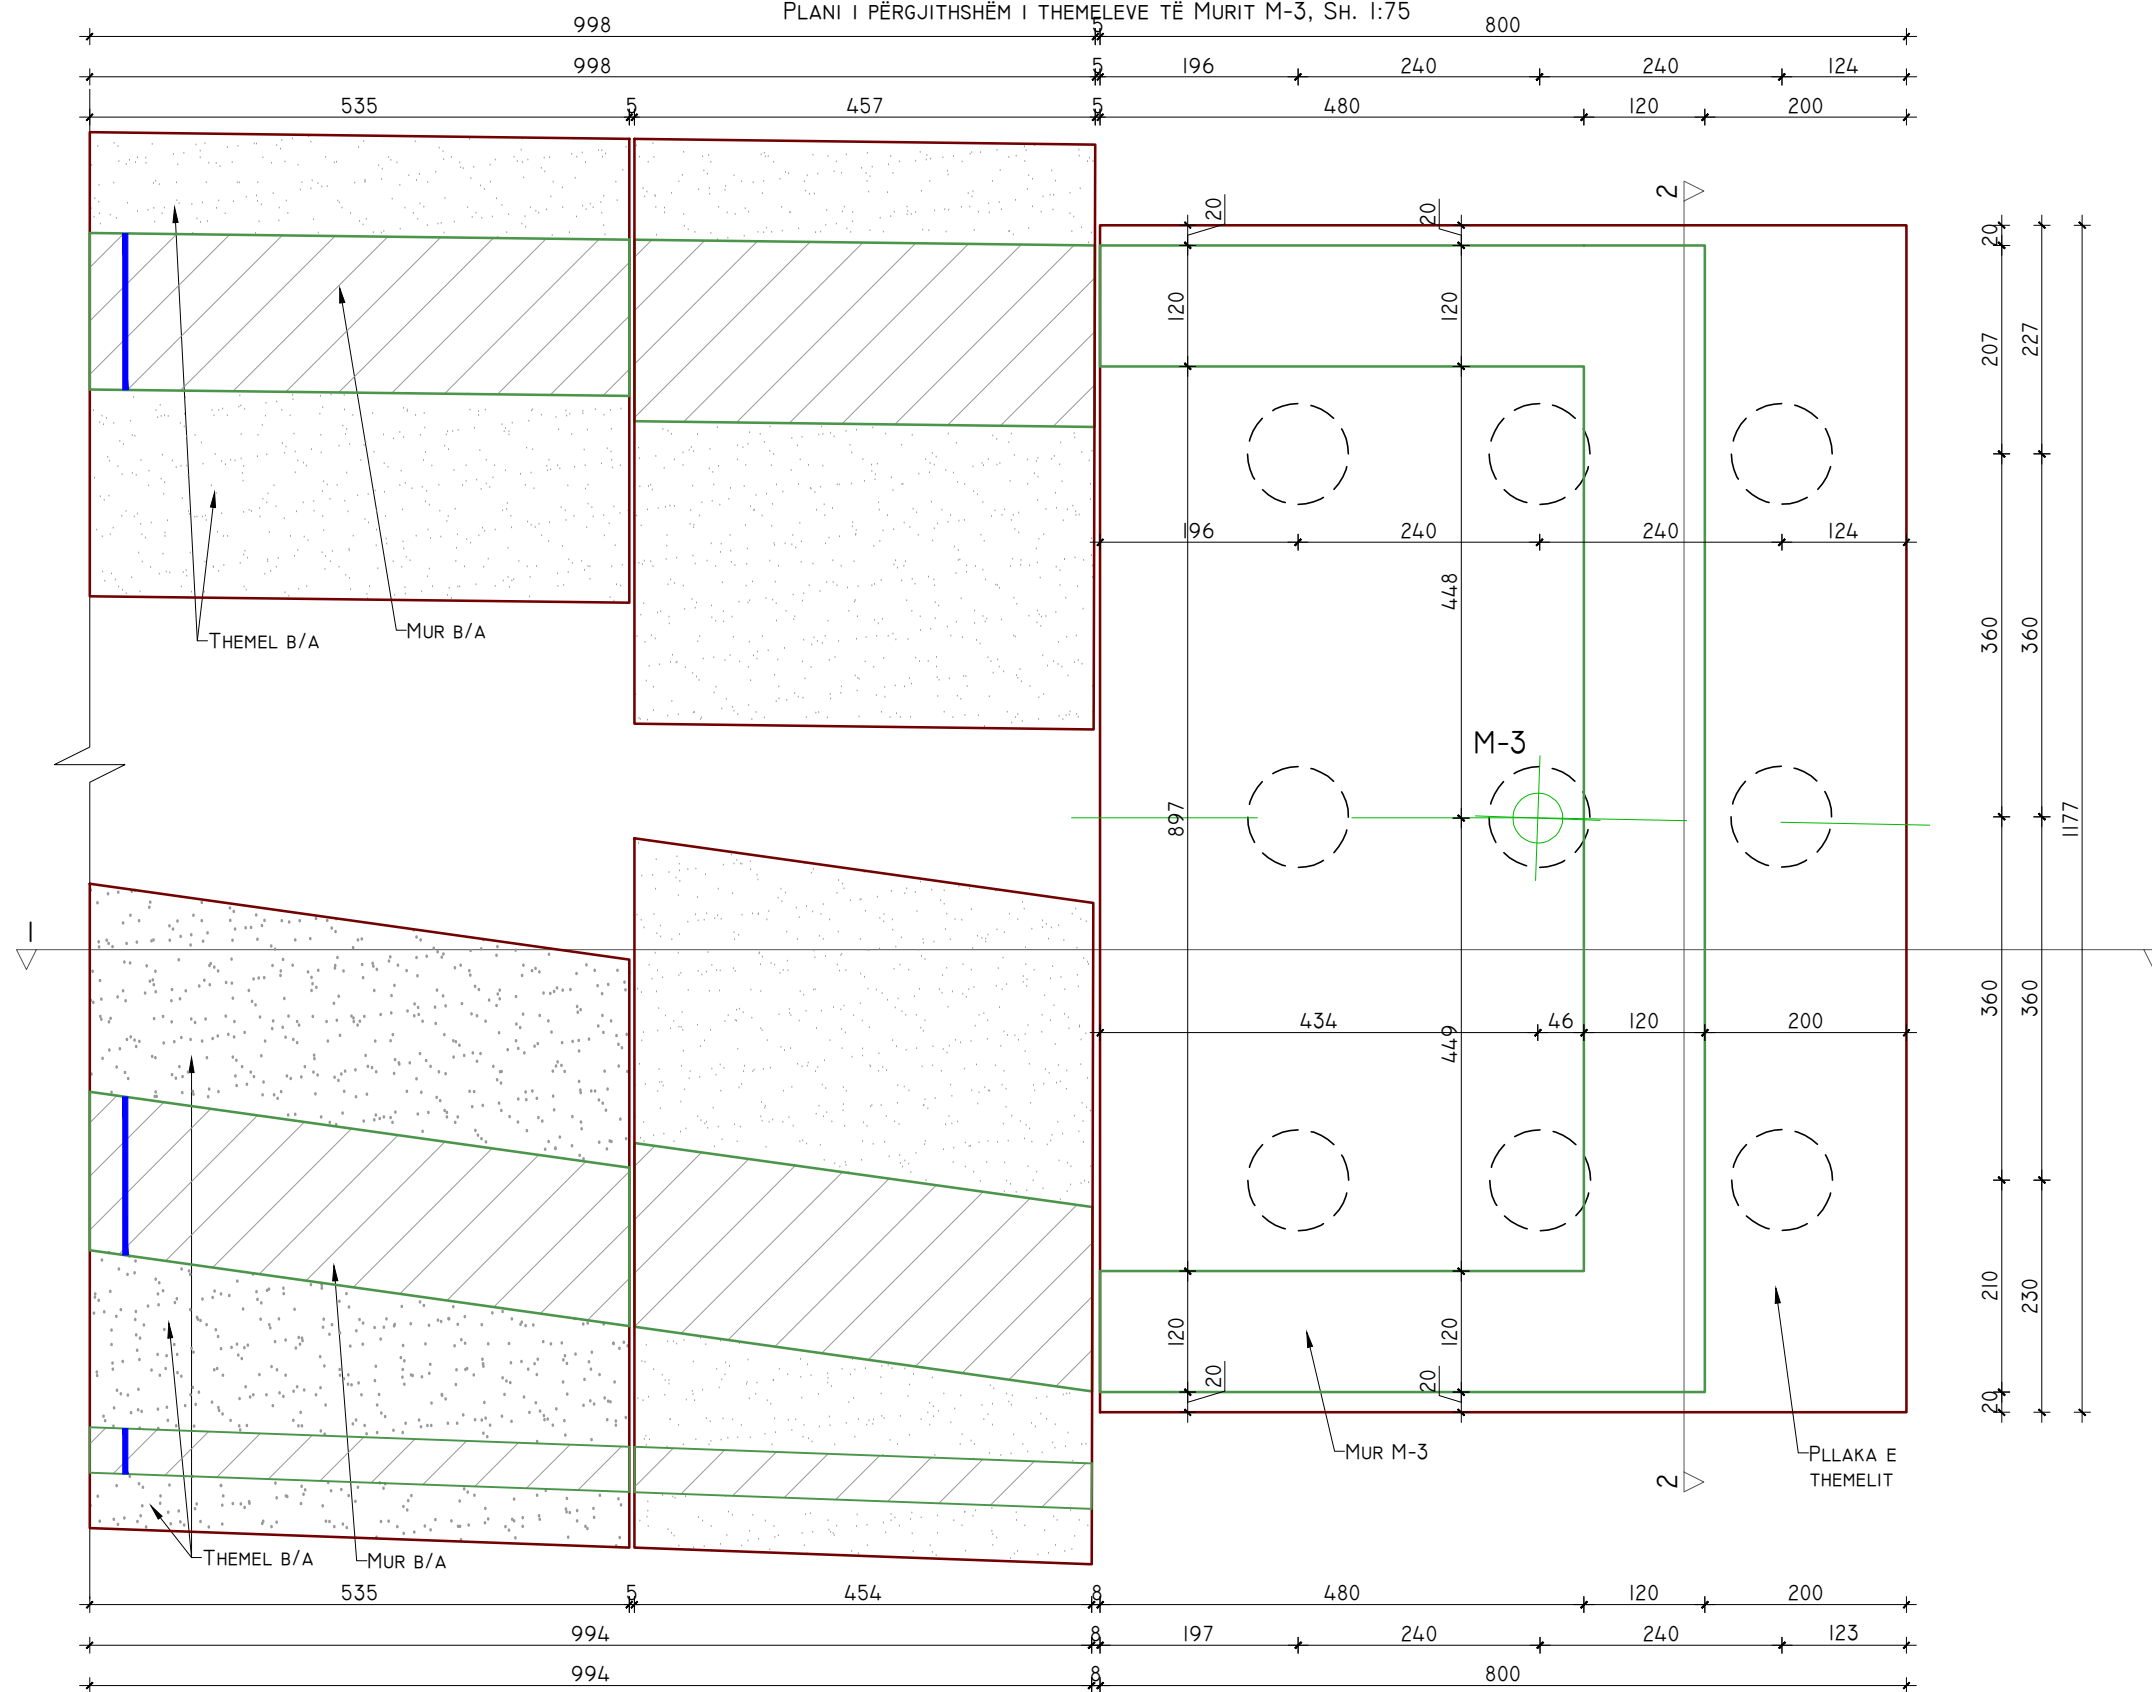 PLANI I PËRGJITHSHËM I THEMELEVE TË MURIT M-3, SH. 1:75
998 5 800
998 5 196 240 240 124
535 5 457 5 480 120 200
2
20 20 20
120 120 207 227
196 240 240 124
448
360 360
THEMEL B/A MUR B/A
M-3
897 1177
1
360 360
434 46 120 200
449
210 230
120 120
20 20 20
MUR M-3
PLLAKA E
THEMELIT
2
THEMEL B/A MUR B/A
535 5 454 8 480 120 200
994 8 197 240 240 123
994 8 800